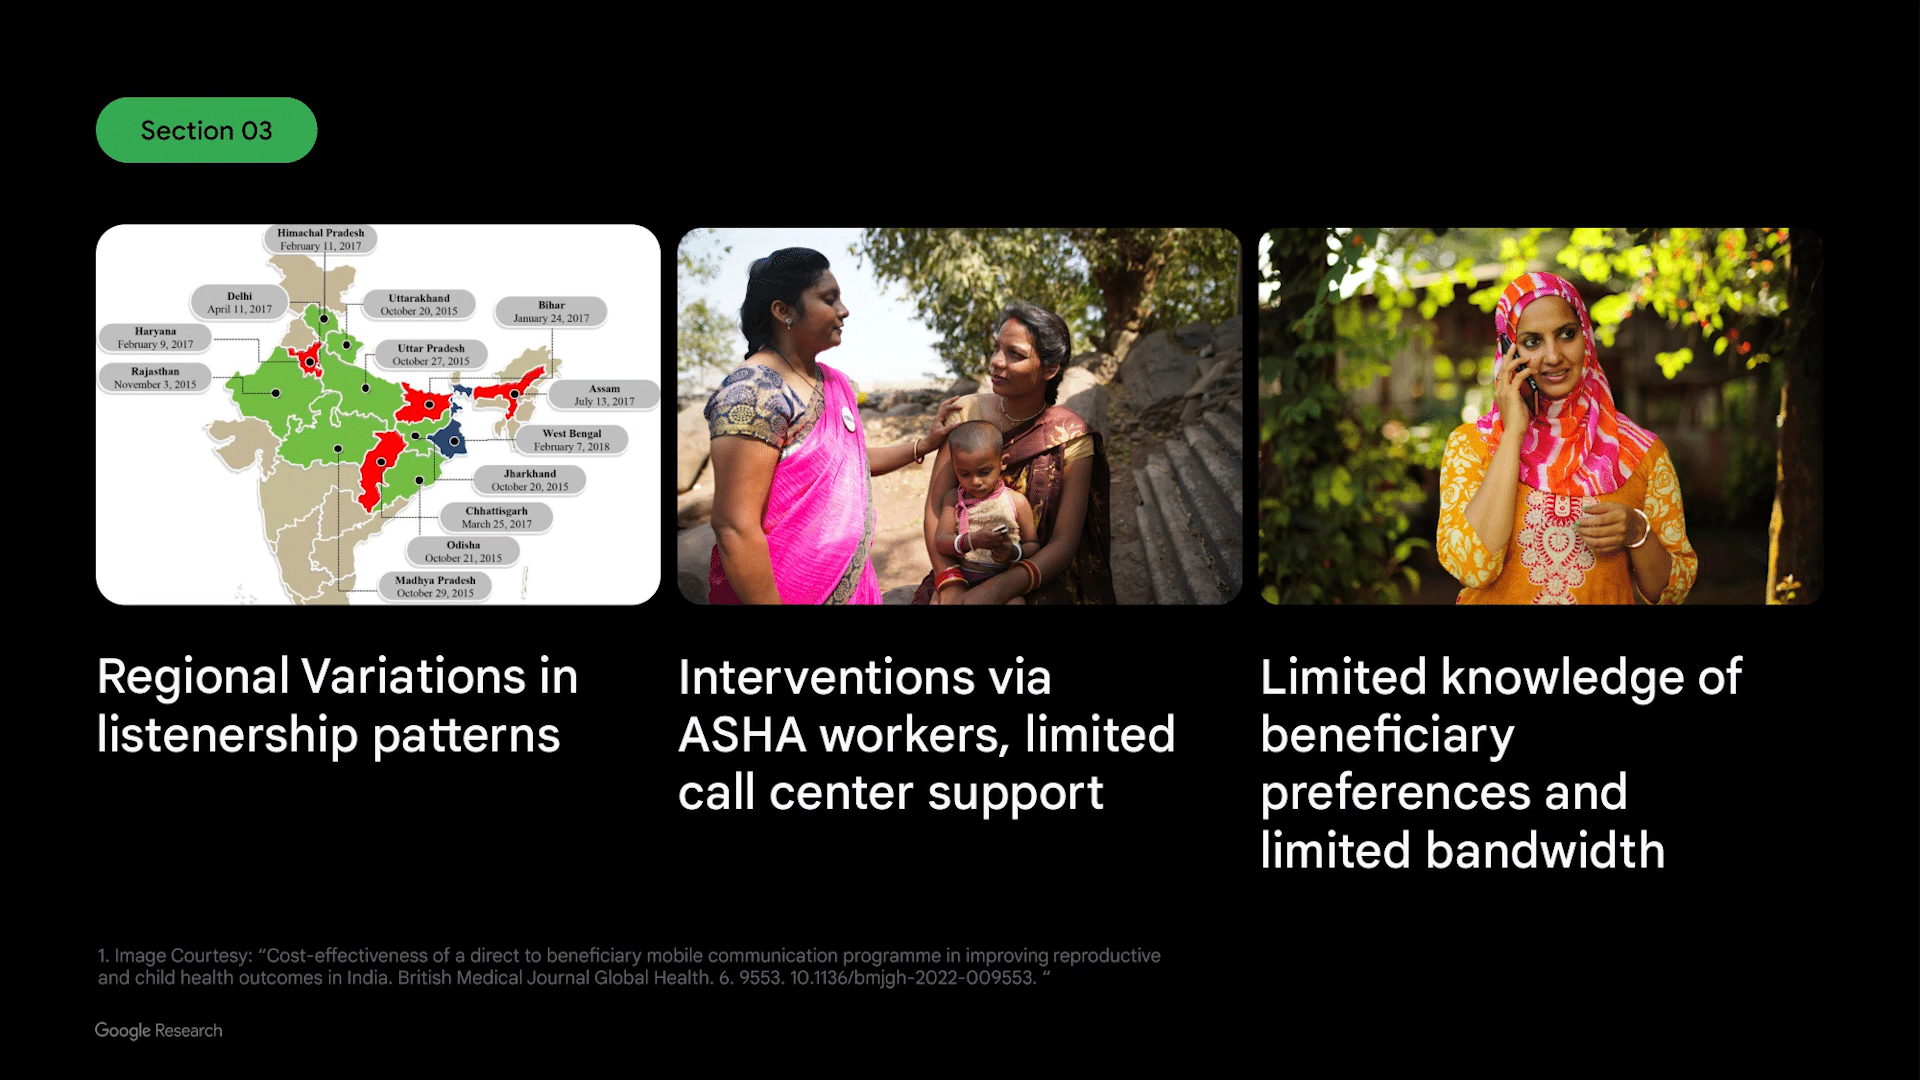 Section 03
Himachal Pradesh
February 11, 2017
Delhi
April 11, 2017
Uttarakhand
October 20, 2015
Bihar
January 24, 2017
Haryana
February 9, 2017
Uttar Pradesh
October 27, 2015
Rajasthan
November 3, 2015
Assam
July 13, 2017
West Bengal
February 7, 2018
Jharkhand
October 20, 2015
Chhattisgarh
March 25, 2017
Odisha
October 21, 2015
Madhya Pradesh
October 29, 2015
Regional Variations in
listenership patterns
Interventions via
ASHA workers, limited
call center support
Limited knowledge of
beneficiary
preferences and
limited bandwidth
1. Image Courtesy: “Cost-effectiveness of a direct to beneficiary mobile communication programme in improving reproductive
and child health outcomes in India. British Medical Journal Global Health. 6. 9553. 10.1136/bmjgh-2022-009553. “
Google Research